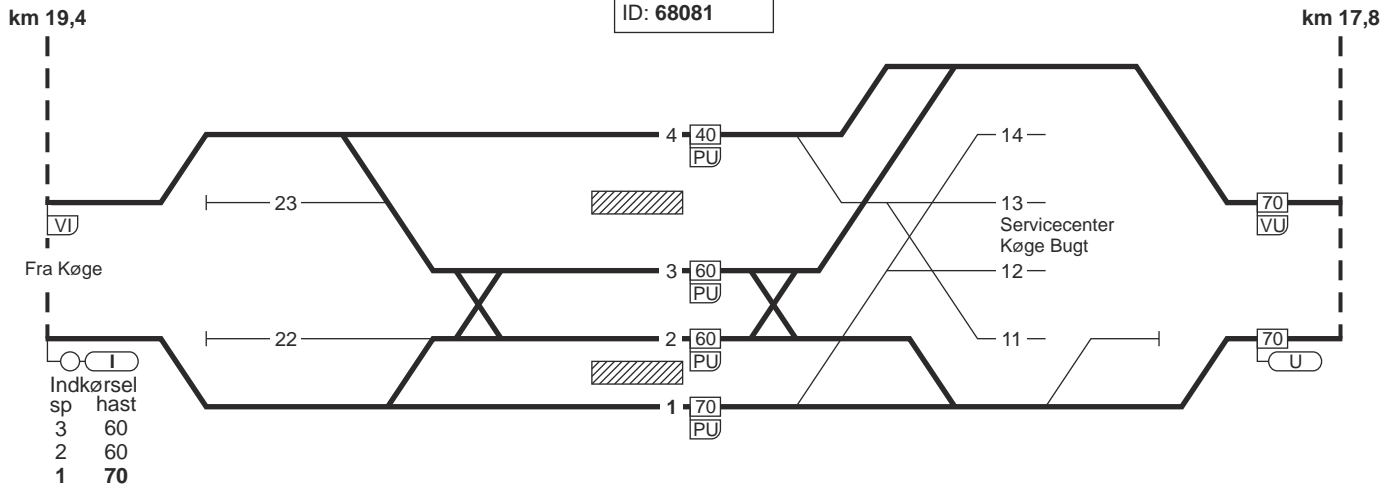 ID: 68081
km 19,4
km 17,8
4 40
PU
14
23
13
70
VI
VU
Servicecenter
Køge Bugt
Fra Køge
3 60
PU
12
22
2 60
PU
11
70
I
U
Indkørsel
sp hast
1 70
PU
3 60
2 60
1 70